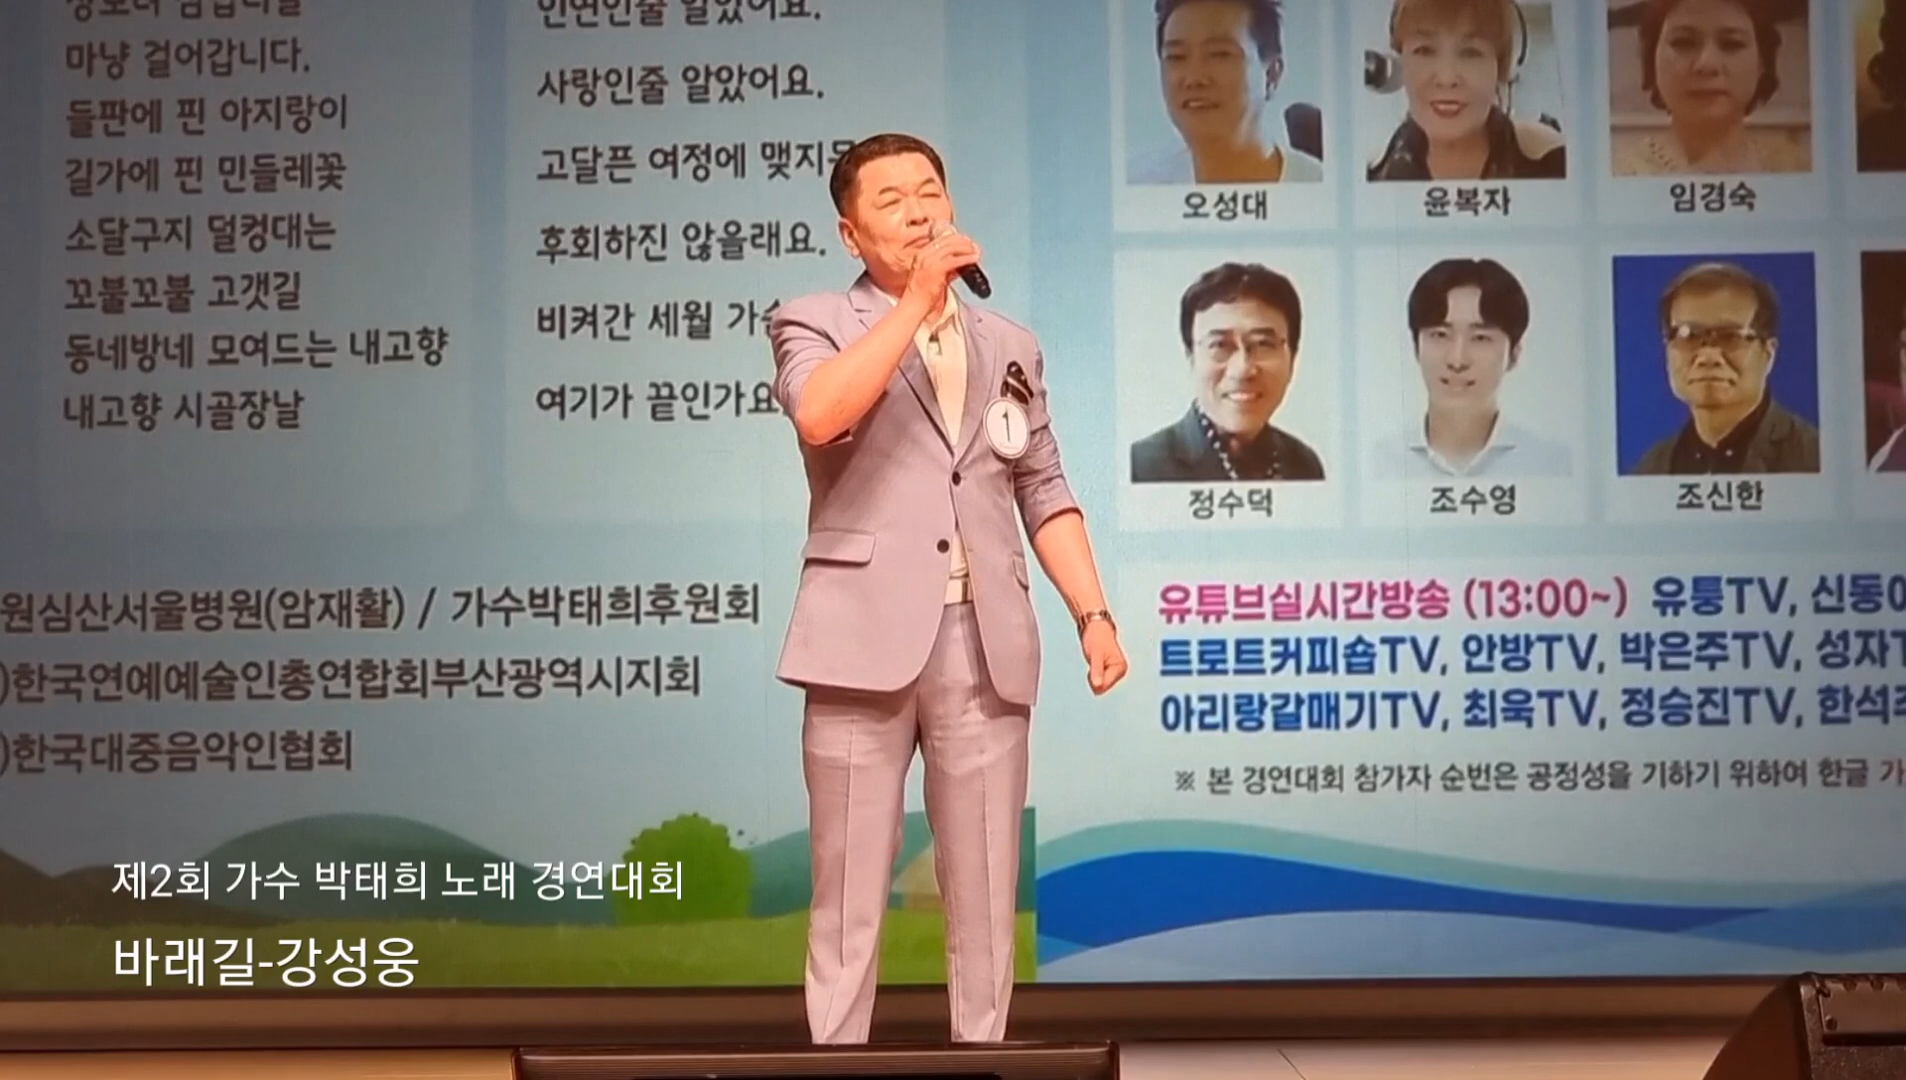 마냥 걸어갑니다.
들판에 핀 아지랑이
길가에 핀 민들레꽃
소달구지 덜컹대는
꼬불꼬불 고갯길
동네방네 모여드는 내고향
내고향 시골장날
인연인줄 알았어요.
사랑인줄 알았어요.
고달픈 여정에 맺지
후회하진 않을래요.
비켜간 세월
여기가 끝인가요
오성대
윤복자
임경숙
정수덕
조수영
조신한
원심산서울병원(암재활) / 가수박태희후원회
)한국연예예술인총연합회부산광역시지회
)한국대중음악인협회
유튜브실시간방송 (13:00~) 유튱TV,
트로트커피숍TV, 안방TV, 박은주TV,
아리랑갈매기TV, 최욱TV, 정승진TV,
※ 본 경연대회 참가자 순번은 공정성을 기하기 위하여 한글
1
제2회 가수 박태희 노래 경연대회
바래길-강성웅